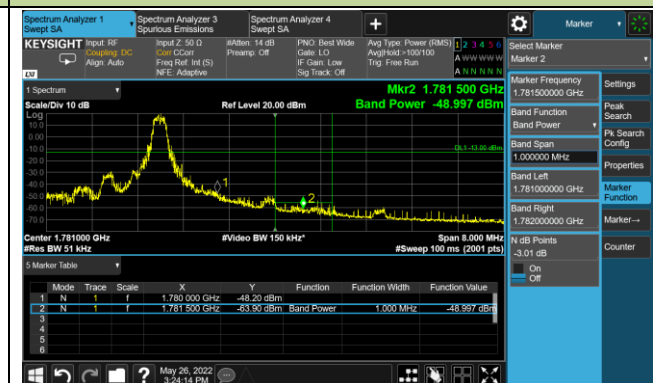 Spectrum Analyzer 1
Swept SA
Spectrum Analyzer 3
Spurious Emissions
Spectrum Analyzer 4
Swept SA
+
Marker
KEYSIGHT
Input: RF
Coupling: DC
Align: Auto
Input Z: 50 Ω
Corr CCorr
Freq Ref: Int (S)
NFE: Adaptive
#Atten: 14 dB
Preamp: Off
PNO: Best Wide
Gate: LO
IF Gain: Low
Sig Track: Off
Avg Type: Power (RMS)
Avg|Hold:>100/100
Trig: Free Run
1 2 3 4 5 6
A W W W W W
A N N N N N
Select Marker
Marker 2
1 Spectrum
Mkr2 1.781 500 GHz
Scale/Div 10 dB
Ref Level 20.00 dBm
Band Power -48.997 dBm
Log
10.0
0.00
-10.0
-20.0
-30.0
-40.0
-50.0
-60.0
-70.0
DL1 -13.00 dBm
1
2
Center 1.781000 GHz
#Video BW 150 kHz*
Span 8.000 MHz
#Res BW 51 kHz
#Sweep 100 ms (2001 pts)
5 Marker Table
Mode Trace Scale X Y Function Function Width Function Value
1 N 1 f 1.780 000 GHz -48.20 dBm
2 N 1 f 1.781 500 GHz -63.90 dBm Band Power 1.000 MHz -48.997 dBm
3
4
5
6
Marker Frequency
1.781500000 GHz
Band Function
Band Power
Band Span
1.000000 MHz
Band Left
1.781000000 GHz
Band Right
1.782000000 GHz
N dB Points
-3.01 dB
On
Off
Settings
Peak
Search
Pk Search
Config
Properties
Marker
Function
Marker→
Counter
?
May 26, 2022
3:24:14 PM